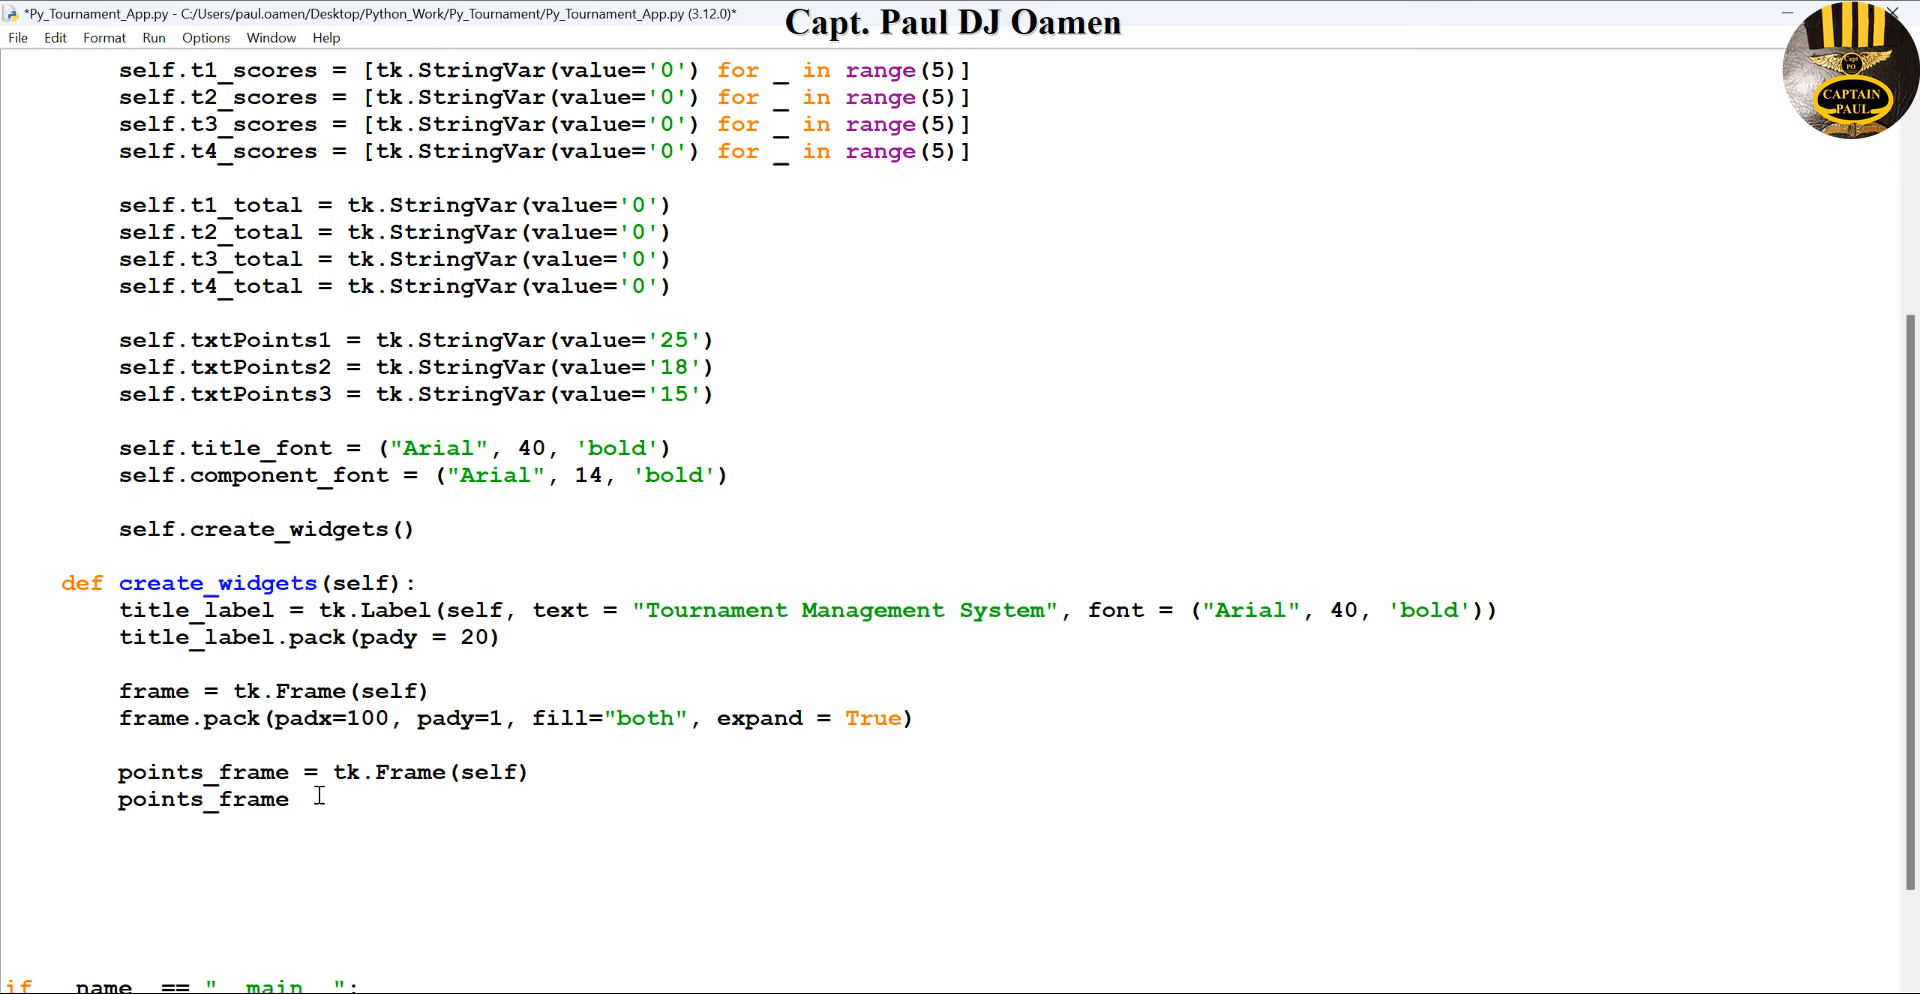 *Py_Tournament_App.py - C:/Users/paul.oamen/Desktop/Python_Work/Py_Tournament/Py_Tournament_App.py (3.12.0)*
Capt. Paul DJ Oamen
File Edit Format Run Options Window Help
Capt
PO
CAPTAIN
PAUL
self.t1_scores = [tk.StringVar(value='0') for _ in range(5)]
self.t2_scores = [tk.StringVar(value='0') for _ in range(5)]
self.t3_scores = [tk.StringVar(value='0') for _ in range(5)]
self.t4_scores = [tk.StringVar(value='0') for _ in range(5)]
self.t1_total = tk.StringVar(value='0')
self.t2_total = tk.StringVar(value='0')
self.t3_total = tk.StringVar(value='0')
self.t4_total = tk.StringVar(value='0')
self.txtPoints1 = tk.StringVar(value='25')
self.txtPoints2 = tk.StringVar(value='18')
self.txtPoints3 = tk.StringVar(value='15')
self.title_font = ("Arial", 40, 'bold')
self.component_font = ("Arial", 14, 'bold')
self.create_widgets()
def create_widgets(self):
title_label = tk.Label(self, text = "Tournament Management System", font = ("Arial", 40, 'bold'))
title_label.pack(pady = 20)
frame = tk.Frame(self)
frame.pack(padx=100, pady=1, fill="both", expand = True)
points_frame = tk.Frame(self)
points_frame
if __name__ == "__main__":